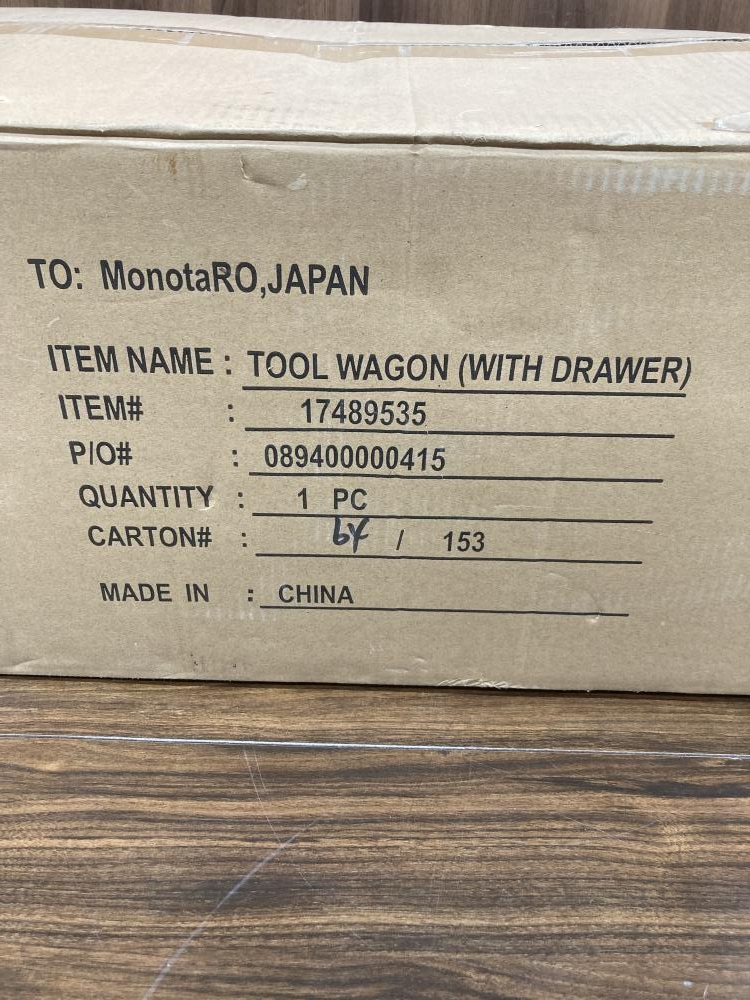 TO: MonotaRO,JAPAN
ITEM NAME : TOOL WAGON (WITH DRAWER)
ITEM# : 17489535
P/O# : 089400000415
QUANTITY : 1 PC
CARTON# : 64 / 153
MADE IN : CHINA